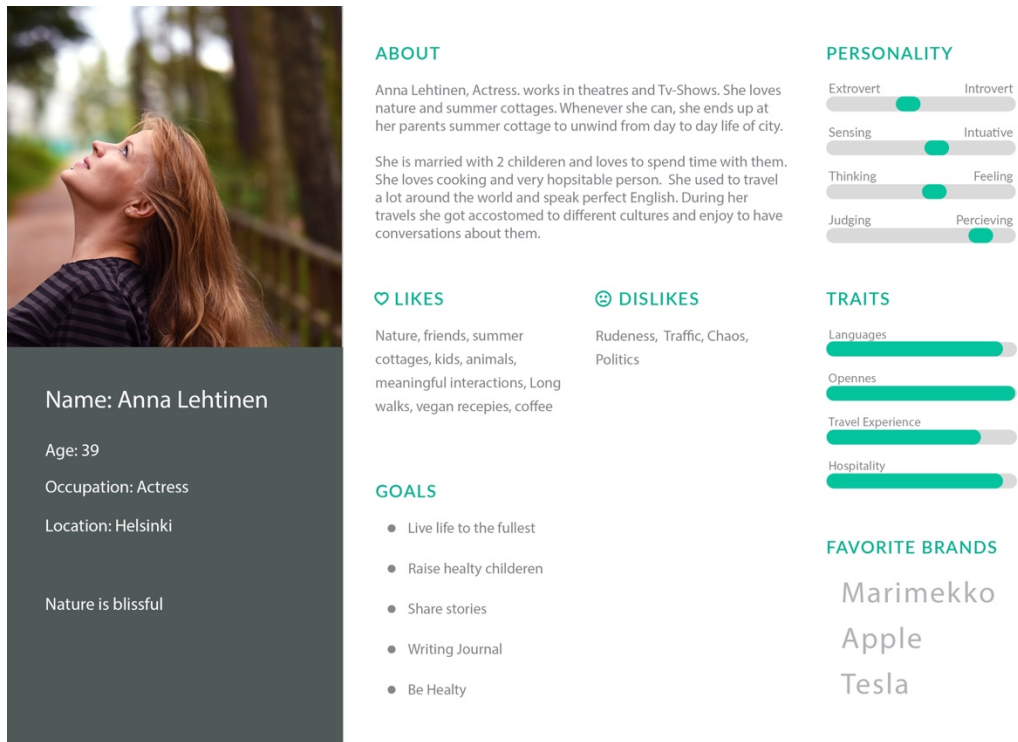 Name: Anna Lehtinen
Age: 39
Occupation: Actress
Location: Helsinki
Nature is blissful
ABOUT
Anna Lehtinen, Actress. works in theatres and Tv-Shows. She loves
nature and summer cottages. Whenever she can, she ends up at
her parents summer cottage to unwind from day to day life of city.
She is married with 2 childeren and loves to spend time with them.
She loves cooking and very hopsitable person. She used to travel
a lot around the world and speak perfect English. During her
travels she got accostomed to different cultures and enjoy to have
conversations about them.
LIKES
Nature, friends, summer
cottages, kids, animals,
meaningful interactions, Long
walks, vegan recepies, coffee
DISLIKES
Rudeness, Traffic, Chaos,
Politics
GOALS
Live life to the fullest
Raise healty childeren
Share stories
Writing Journal
Be Healty
PERSONALITY
Extrovert Introvert
Sensing Intuative
Thinking Feeling
Judging Percieving
TRAITS
Languages
Opennes
Travel Experience
Hospitality
FAVORITE BRANDS
Marimekko
Apple
Tesla